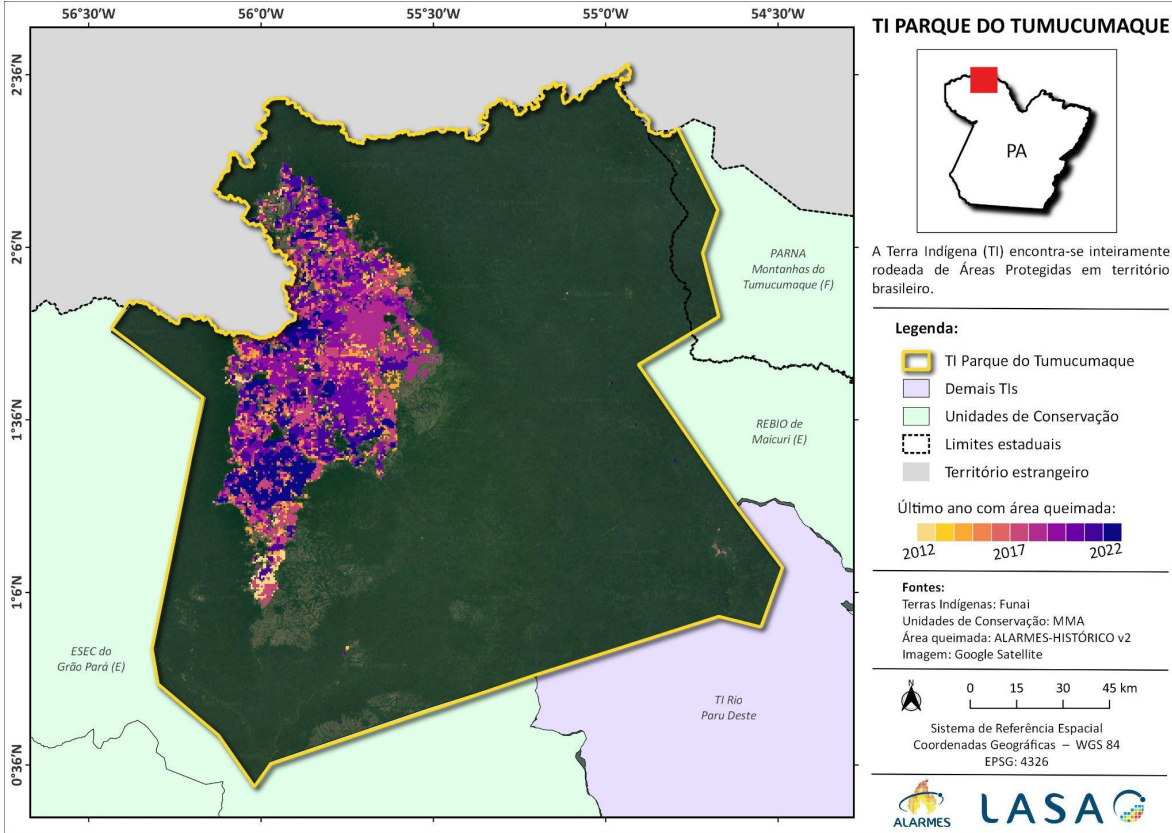 56°30'W
56°0'W
55°30'W
55°0'W
54°30'W
2°36'N
2°6'N
1°36'N
1°6'N
0°36'N
PARNA
Montanhas do
Tumucumaque (F)
REBIO de
Maicuri (E)
ESEC do
Grão Pará (E)
TI Rio
Paru Deste
TI PARQUE DO TUMUCUMAQUE
PA
A Terra Indígena (TI) encontra-se inteiramente
rodeada de Áreas Protegidas em território
brasileiro.
Legenda:
TI Parque do Tumucumaque
Demais TIs
Unidades de Conservação
Limites estaduais
Território estrangeiro
Último ano com área queimada:
2012 2017 2022
Fontes:
Terras Indígenas: Funai
Unidades de Conservação: MMA
Área queimada: ALARMES-HISTÓRICO v2
Imagem: Google Satellite
N
0 15 30 45 km
Sistema de Referência Espacial
Coordenadas Geográficas – WGS 84
EPSG: 4326
ALARMES
LASA